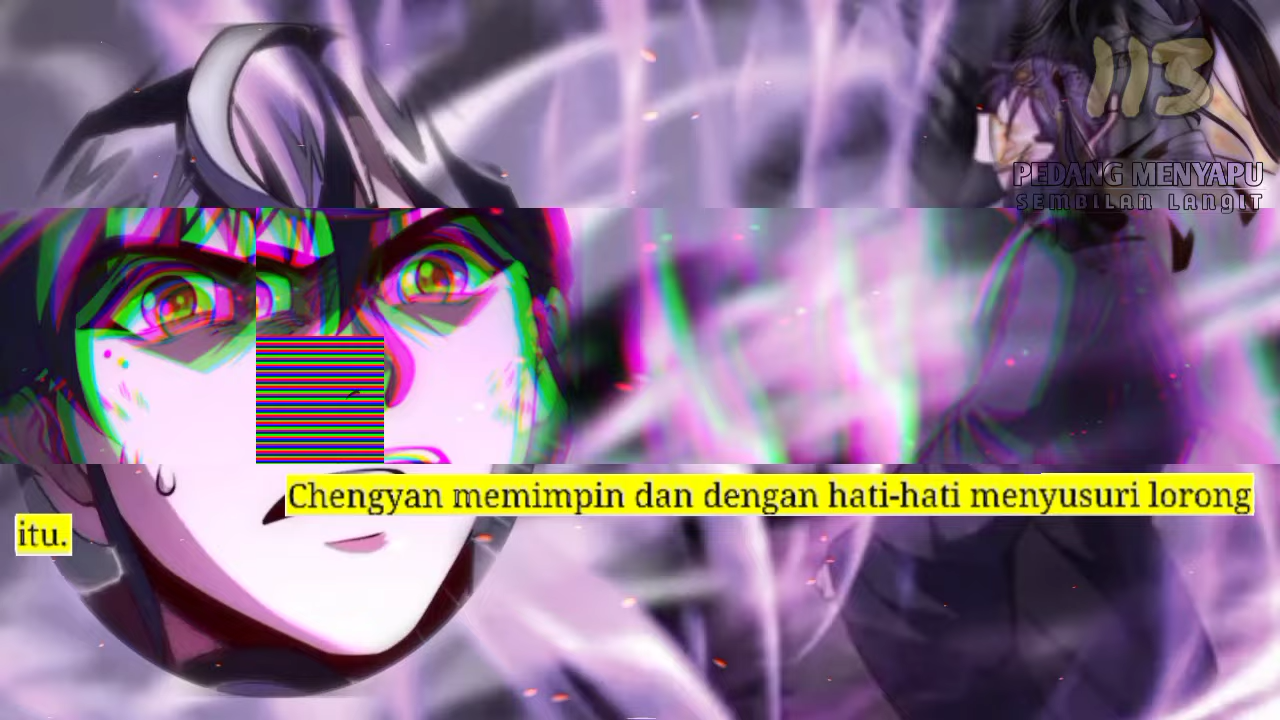 113
PEDANG MENYAPU
SEMBILAN LANGIT
Chengyan memimpin dan dengan hati-hati menyusuri lorong
itu.